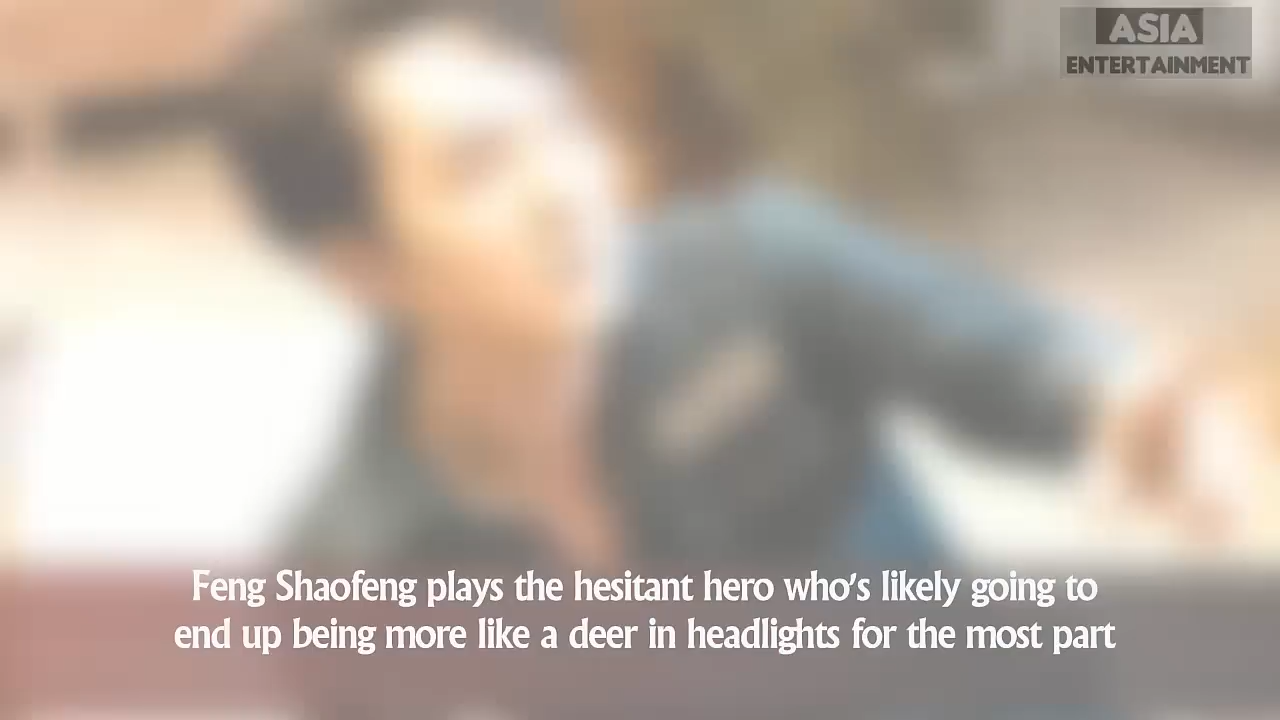 ASIA
ENTERTAINMENT
Feng Shaofeng plays the hesitant hero who's likely going to
end up being more like a deer in headlights for the most part